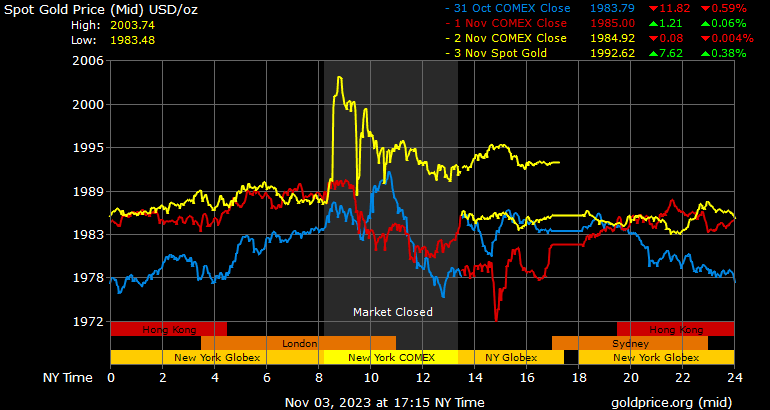 Spot Gold Price (Mid) USD/oz
High: 2003.74
Low: 1983.48
- 31 Oct COMEX Close 1983.79 ▼11.82 ▼0.59%
- 1 Nov COMEX Close 1985.00 ▲1.21 ▲0.06%
- 2 Nov COMEX Close 1984.92 ▼0.08 ▼0.004%
- 3 Nov Spot Gold 1992.62 ▲7.62 ▲0.38%
2006
2000
1995
1989
1983
1978
1972
Market Closed
Hong Kong Hong Kong
London Sydney
New York Globex New York COMEX NY Globex New York Globex
NY Time 0 2 4 6 8 10 12 14 16 18 20 22 24
Nov 03, 2023 at 17:15 NY Time goldprice.org (mid)